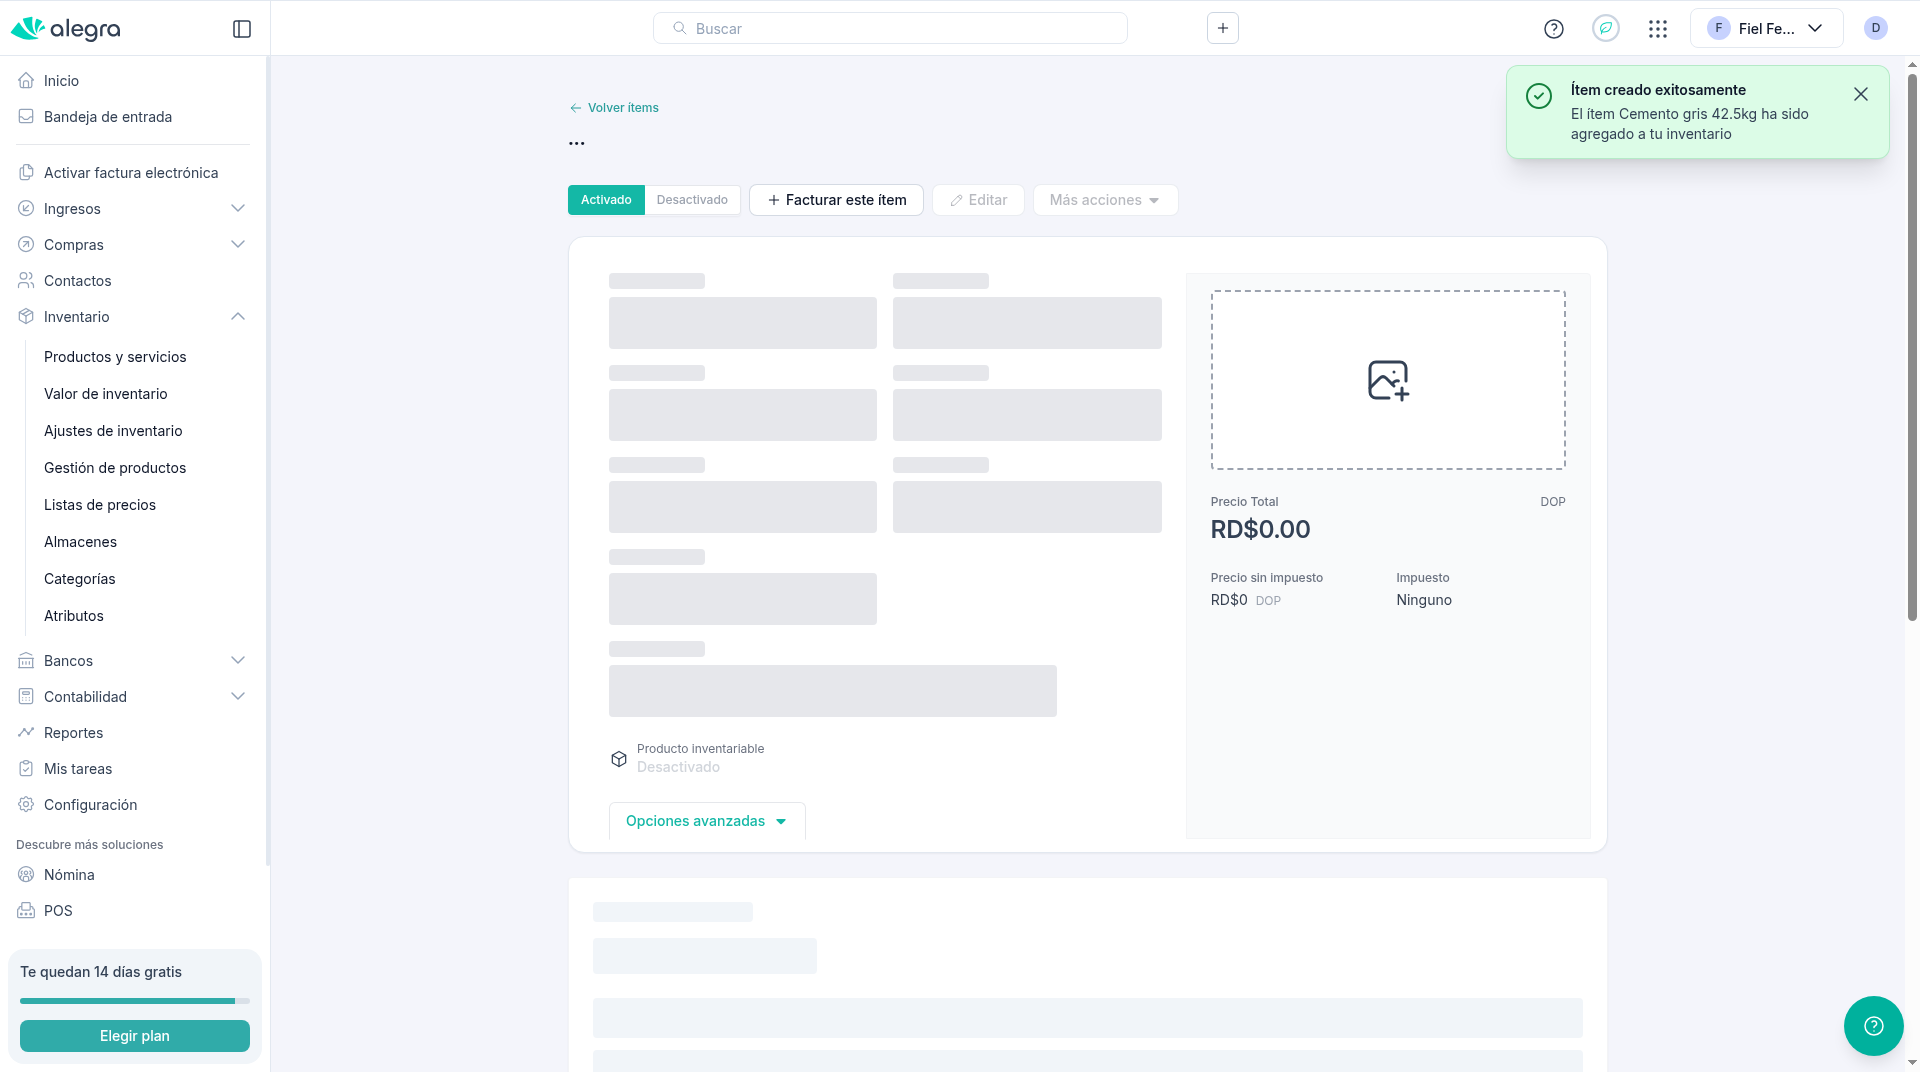 alegra
Buscar
F
Fiel Fe...
D
Inicio
Bandeja de entrada
Activar factura electrónica
Ingresos
Compras
Contactos
Inventario
Productos y servicios
Valor de inventario
Ajustes de inventario
Gestión de productos
Listas de precios
Almacenes
Categorías
Atributos
Bancos
Contabilidad
Reportes
Mis tareas
Configuración
Descubre más soluciones
Nómina
POS
Te quedan 14 días gratis
Elegir plan
Volver ítems
...
Activado
Desactivado
Facturar este ítem
Editar
Más acciones
Producto inventariable
Desactivado
Opciones avanzadas
Precio Total
DOP
RD$0.00
Precio sin impuesto
Impuesto
RD$0 DOP
Ninguno
Ítem creado exitosamente
El ítem Cemento gris 42.5kg ha sido
agregado a tu inventario